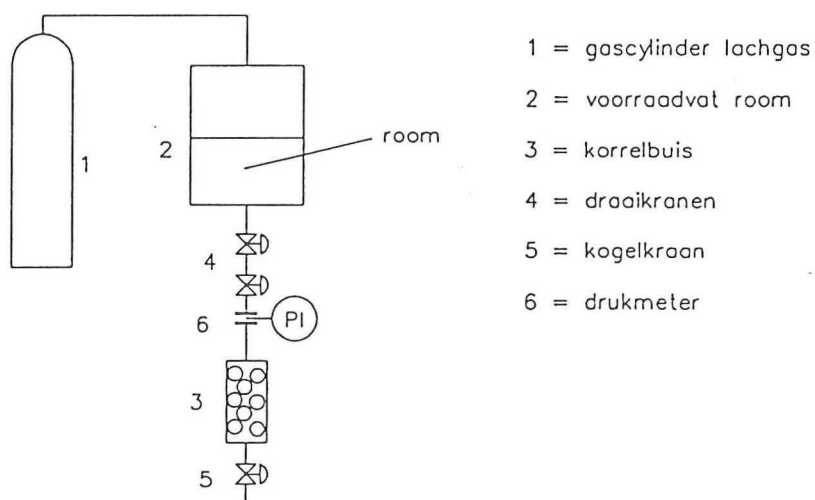 1 = gascylinder lachgas
2 = voorraadvat room
3 = korrelbuis
4 = draaikranen
5 = kogelkraan
6 = drukmeter
1
2
room
4
6
PI
3
5